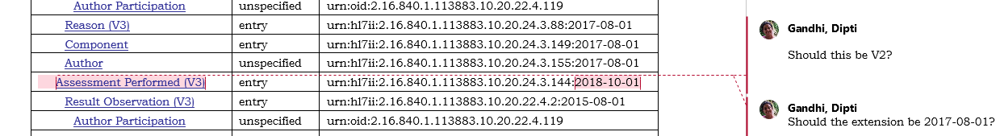 Author Participation unspecified urn:oid:2.16.840.1.113883.10.20.22.4.119
Reason (V3) entry urn:hl7ii:2.16.840.1.113883.10.20.24.3.88:2017-08-01
Component entry urn:hl7ii:2.16.840.1.113883.10.20.24.3.149:2017-08-01
Author unspecified urn:hl7ii:2.16.840.1.113883.10.20.24.3.155:2017-08-01
Assessment Performed (V3) entry urn:hl7ii:2.16.840.1.113883.10.20.24.3.144:2018-10-01
Result Observation (V3) entry urn:hl7ii:2.16.840.1.113883.10.20.22.4.2:2015-08-01
Author Participation unspecified urn:oid:2.16.840.1.113883.10.20.22.4.119
Gandhi, Dipti
Should this be V2?
Gandhi, Dipti
Should the extension be 2017-08-01?